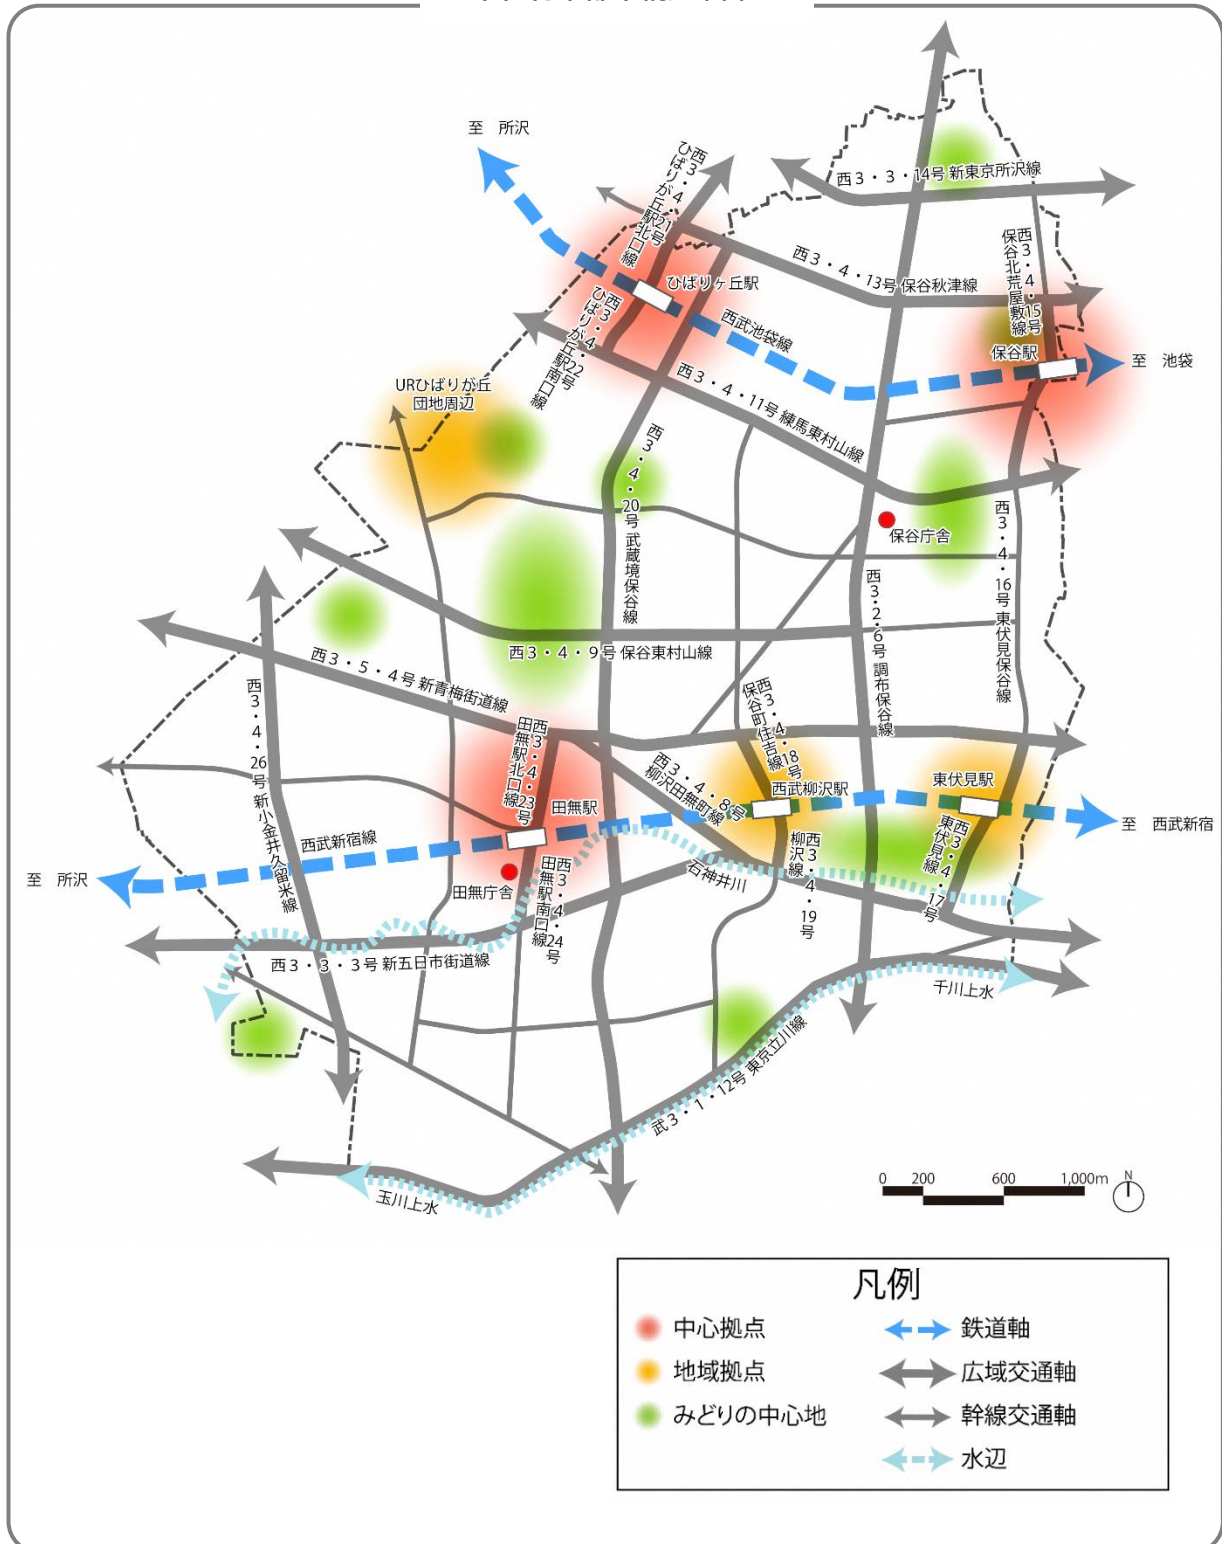 至　所沢
西３・４・21号
ひばりが丘駅北口線
西３・３・14号 新東京所沢線
西３・４・13号 保谷秋津線
西３・４・15号
保谷北荒屋敷線
ひばりヶ丘駅
西武池袋線
保谷駅
至　池袋
西３・４・22号
ひばりが丘駅南口線
URひばりが丘
団地周辺
西３・４・11号 練馬東村山線
西３・４・20号 武蔵境保谷線
保谷庁舎
西３・４・16号 東伏見保谷線
西３・２・６号 調布保谷線
西３・４・９号 保谷東村山線
西３・５・４号 新青梅街道線
西３・４・26号 新小金井久留米線
西３・４・23号
田無駅北口線
西３・４・18号
保谷町住吉線
西３・４・８号
柳沢田無町線
西武柳沢駅
東伏見駅
田無駅
西武新宿線
至　西武新宿
至　所沢
田無庁舎
西３・４・24号
田無駅南口線
石神井川
西３・４・19号
柳沢線
西３・４・17号
東伏見線
西３・３・３号 新五日市街道線
千川上水
武３・１・12号 東京立川線
玉川上水
0　200　600　1,000m
N
凡例
中心拠点
鉄道軸
地域拠点
広域交通軸
みどりの中心地
幹線交通軸
水辺